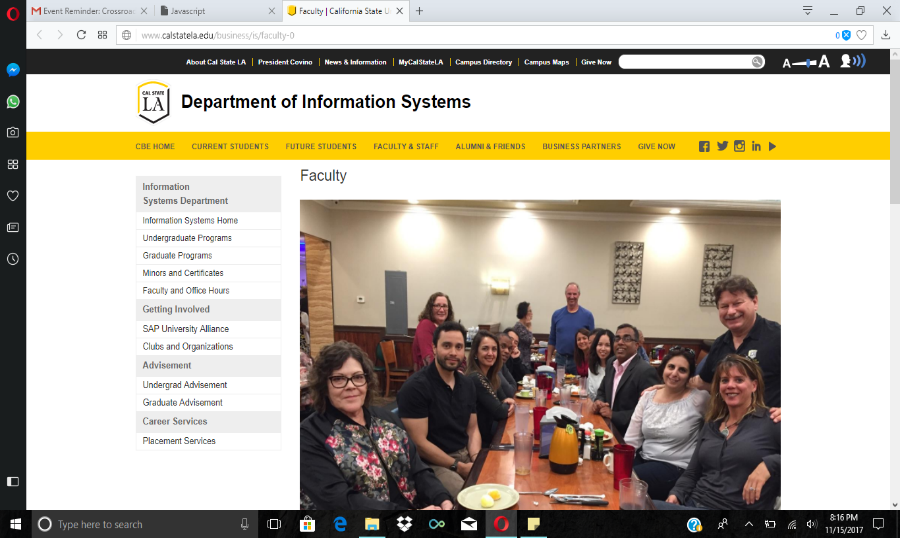 Event Reminder: Crossroa
Javascript
Faculty | California State U
www.calstatela.edu/business/is/faculty-0
0
About Cal State LA | President Covino | News & Information | MyCalStateLA | Campus Directory | Campus Maps | Give Now
A A
CAL STATE
LA
Department of Information Systems
CBE HOME CURRENT STUDENTS FUTURE STUDENTS FACULTY & STAFF ALUMNI & FRIENDS BUSINESS PARTNERS GIVE NOW
Information
Systems Department
Information Systems Home
Undergraduate Programs
Graduate Programs
Minors and Certificates
Faculty and Office Hours
Getting Involved
SAP University Alliance
Clubs and Organizations
Advisement
Undergrad Advisement
Graduate Advisement
Career Services
Placement Services
Faculty
Type here to search
8:16 PM
11/15/2017